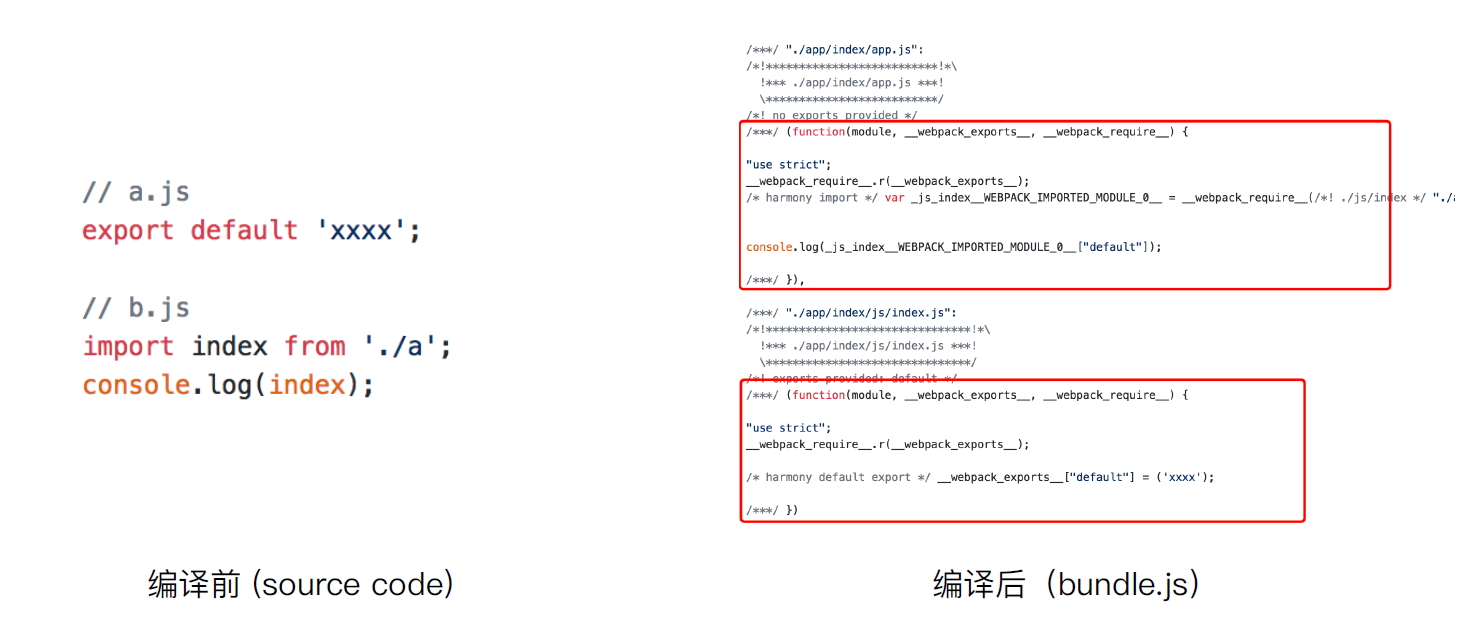 // a.js
export default 'xxxx';
// b.js
import index from './a';
console.log(index);
编译前 (source code)
/***/ "./app/index/app.js":
/*!**************************!*\
  !*** ./app/index/app.js ***!
  \**************************/
/*! no exports provided */
/***/ (function(module, __webpack_exports__, __webpack_require__) {
"use strict";
__webpack_require__.r(__webpack_exports__);
/* harmony import */ var _js_index__WEBPACK_IMPORTED_MODULE_0__ = __webpack_require__(/*! ./js/index */ "./
console.log(_js_index__WEBPACK_IMPORTED_MODULE_0__["default"]);
/***/ }),
/***/ "./app/index/js/index.js":
/*!*******************************!*\
  !*** ./app/index/js/index.js ***!
  \*******************************/
/*! exports provided: default */
/***/ (function(module, __webpack_exports__, __webpack_require__) {
"use strict";
__webpack_require__.r(__webpack_exports__);
/* harmony default export */ __webpack_exports__["default"] = ('xxxx');
/***/ })
编译后（bundle.js）